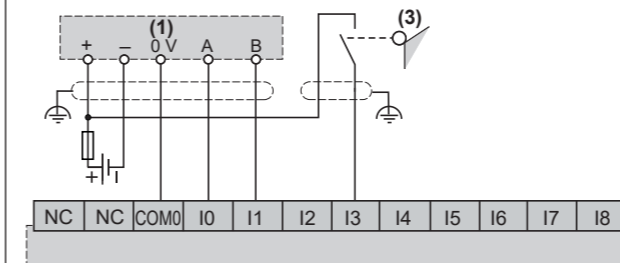 (1)
(3)
+ – 0 V A B
+ I
NC NC COM0 I0 I1 I2 I3 I4 I5 I6 I7 I8